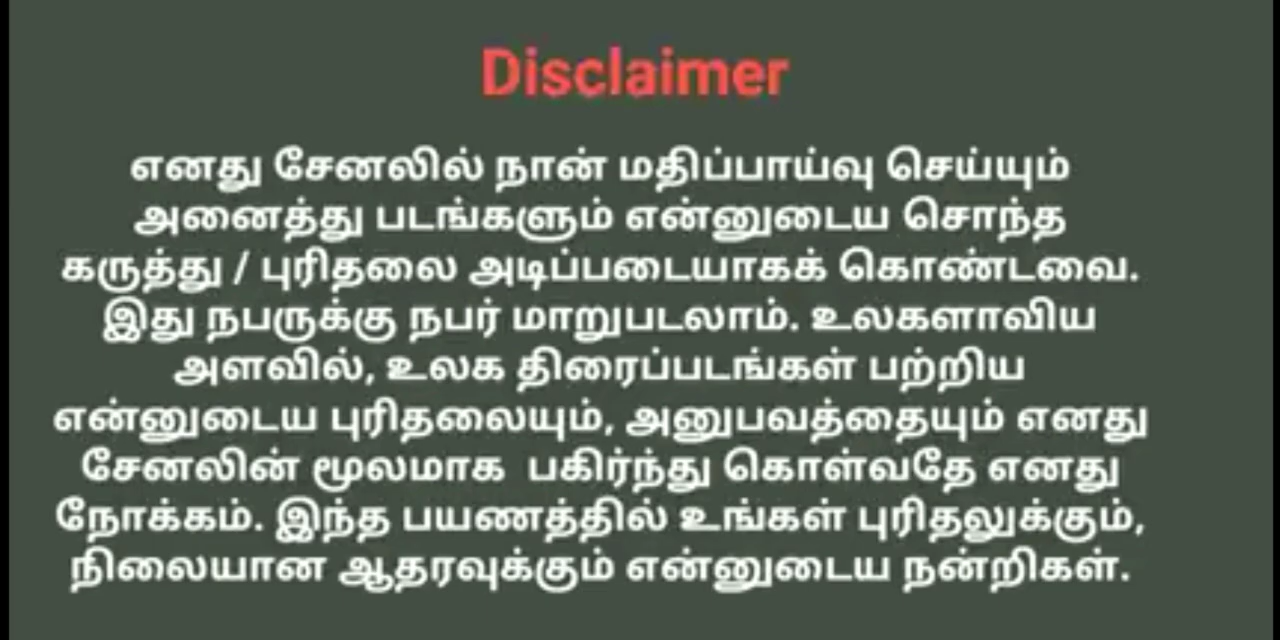 Disclaimer
எனது சேனலில் நான் மதிப்பாய்வு செய்யும்
அனைத்து படங்களும் என்னுடைய சொந்த
கருத்து / புரிதலை அடிப்படையாகக் கொண்டவை.
இது நபருக்கு நபர் மாறுபடலாம். உலகளாவிய
அளவில், உலக திரைப்படங்கள் பற்றிய
என்னுடைய புரிதலையும், அனுபவத்தையும் எனது
சேனலின் மூலமாக பகிர்ந்து கொள்வதே எனது
நோக்கம். இந்த பயணத்தில் உங்கள் புரிதலுக்கும்,
நிலையான ஆதரவுக்கும் என்னுடைய நன்றிகள்.